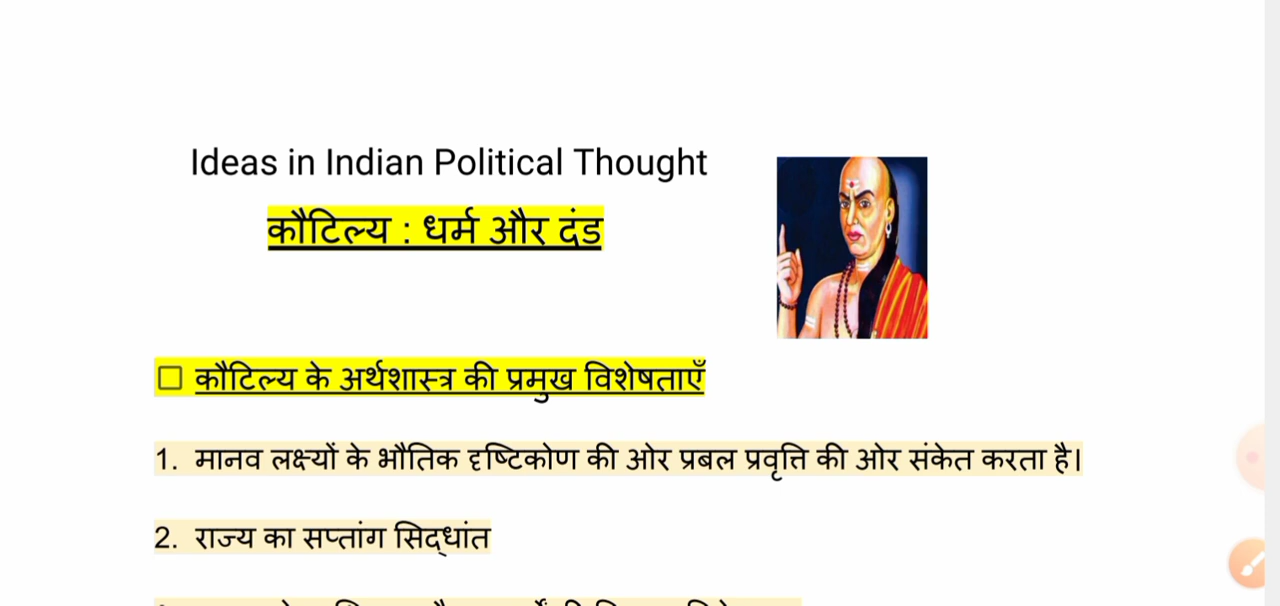 Ideas in Indian Political Thought
कौटिल्य : धर्म और दंड
□ कौटिल्य के अर्थशास्त्र की प्रमुख विशेषताएँ
1. मानव लक्ष्यों के भौतिक दृष्टिकोण की ओर प्रबल प्रवृत्ति की ओर संकेत करता है।
2. राज्य का सप्तांग सिद्धांत